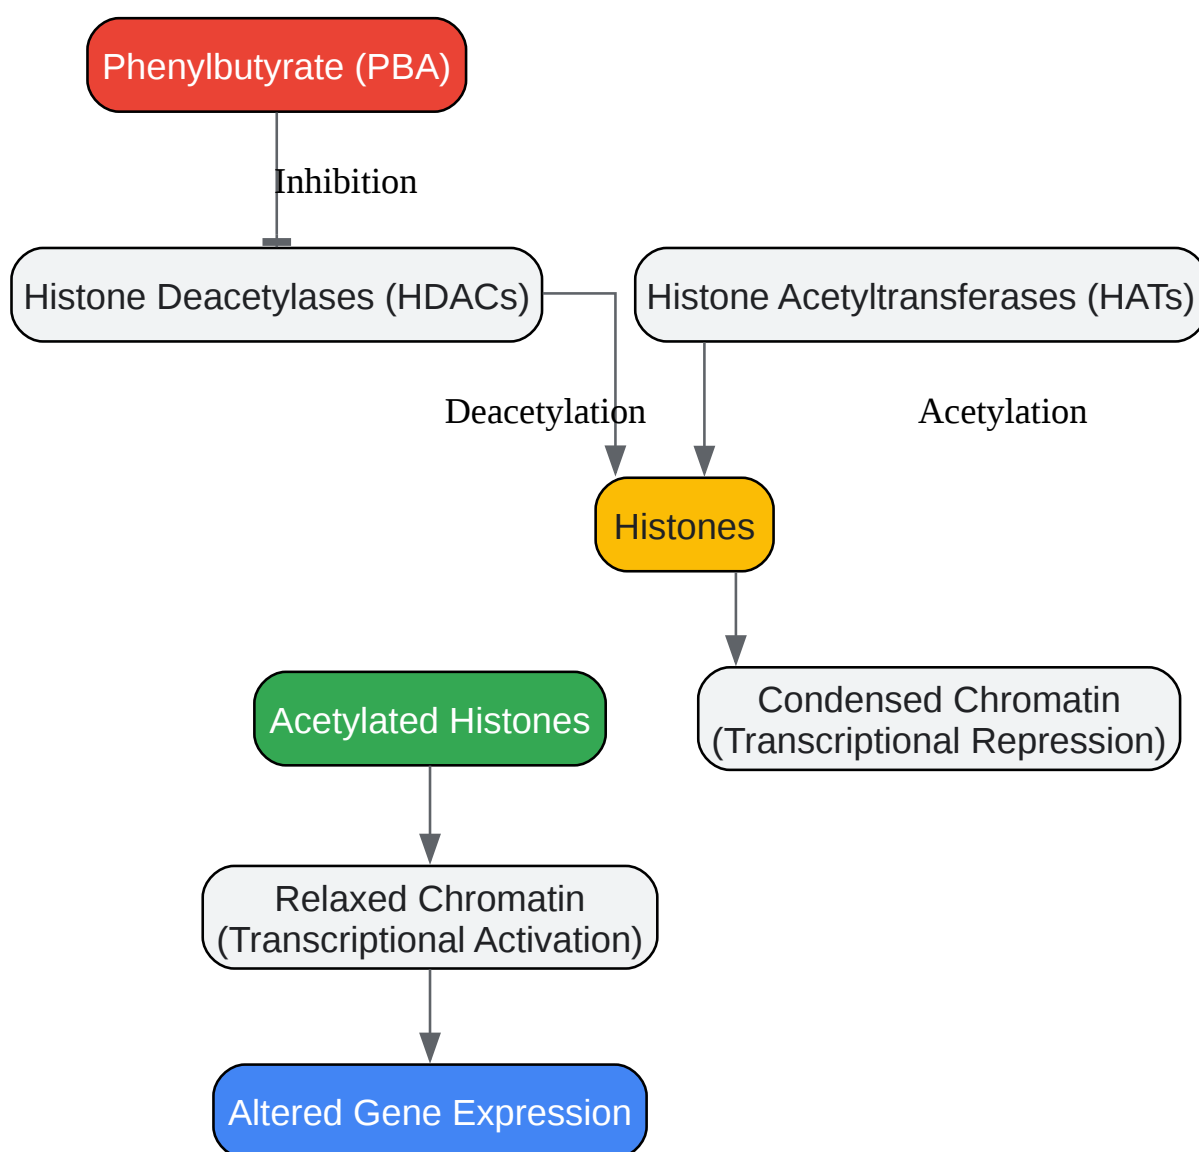 Phenylbutyrate (PBA)
Inhibition
Histone Deacetylases (HDACs)
Histone Acetyltransferases (HATs)
Deacetylation
Acetylation
Histones
Condensed Chromatin
(Transcriptional Repression)
Acetylated Histones
Relaxed Chromatin
(Transcriptional Activation)
Altered Gene Expression